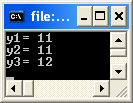 file:...
y1= 11
y2= 11
y3= 12